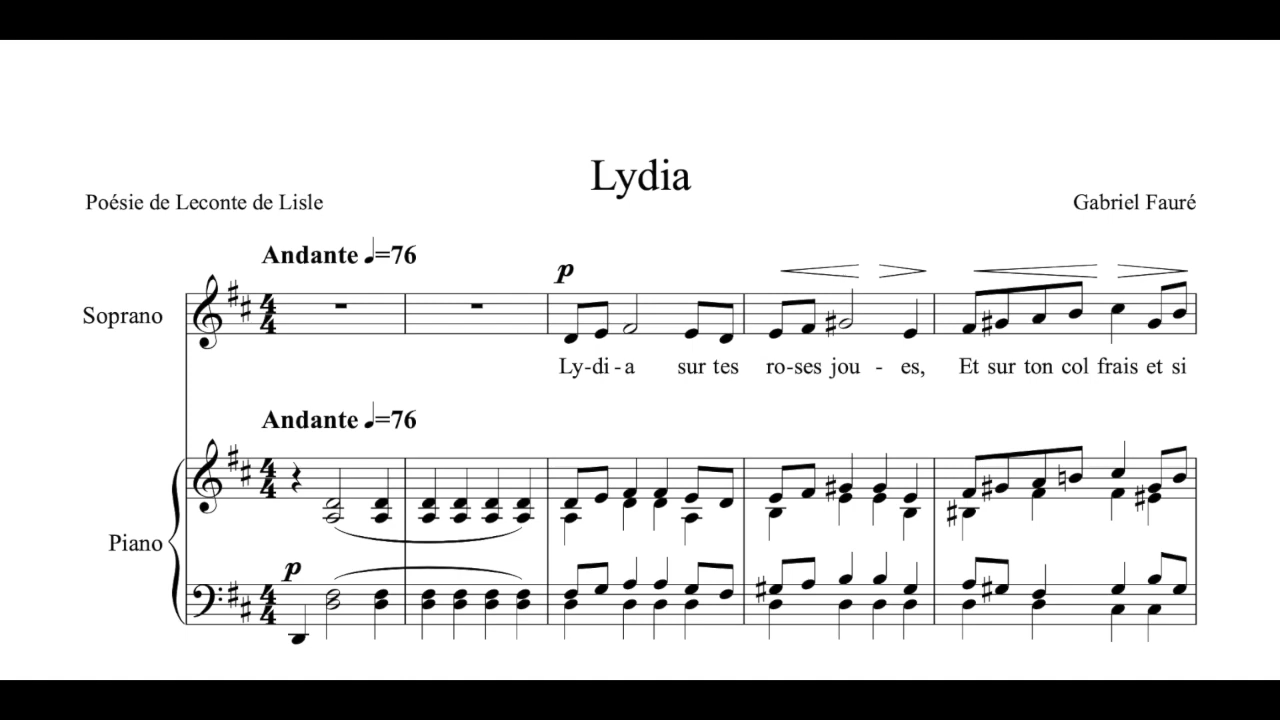 Lydia
Poésie de Leconte de Lisle
Gabriel Fauré
Andante ♩=76
p
Soprano
Ly-di-a sur tes ro-ses jou - es, Et sur ton col frais et si
Andante ♩=76
Piano
p